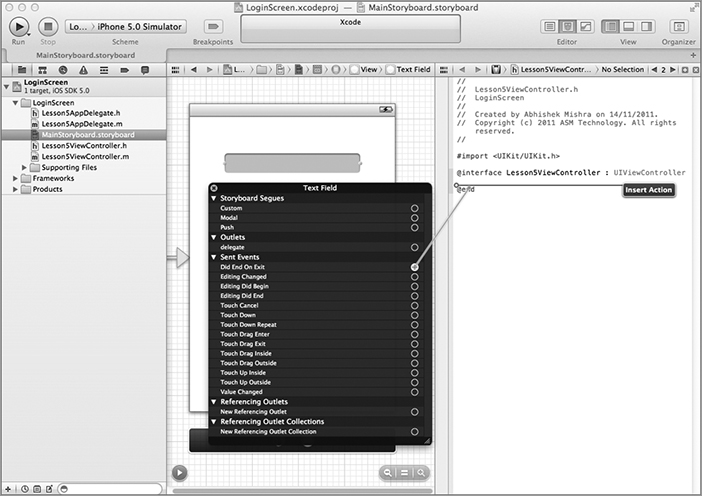 LoginScreen.xcodeproj — MainStoryboard.storyboard
Lo... iPhone 5.0 Simulator
Xcode
Run
Stop
Scheme
Breakpoints
Editor
View
Organizer
MainStoryboard.storyboard
L...
View
Text Field
Lesson5ViewContr...
No Selection
2
LoginScreen
1 target, iOS SDK 5.0
LoginScreen
h Lesson5AppDelegate.h
m Lesson5AppDelegate.m
MainStoryboard.storyboard
h Lesson5ViewController.h
m Lesson5ViewController.m
Supporting Files
Frameworks
Products
Text Field
Storyboard Segues
Custom
Modal
Push
Outlets
delegate
Sent Events
Did End On Exit
Editing Changed
Editing Did Begin
Editing Did End
Touch Cancel
Touch Down
Touch Down Repeat
Touch Drag Enter
Touch Drag Exit
Touch Drag Inside
Touch Drag Outside
Touch Up Inside
Touch Up Outside
Value Changed
Referencing Outlets
New Referencing Outlet
Referencing Outlet Collections
New Referencing Outlet Collection
//
// Lesson5ViewController.h
// LoginScreen
//
// Created by Abhishek Mishra on 14/11/2011.
// Copyright (c) 2011 ASM Technology. All rights
reserved.
//
#import <UIKit/UIKit.h>
@interface Lesson5ViewController : UIViewController
@end
Insert Action